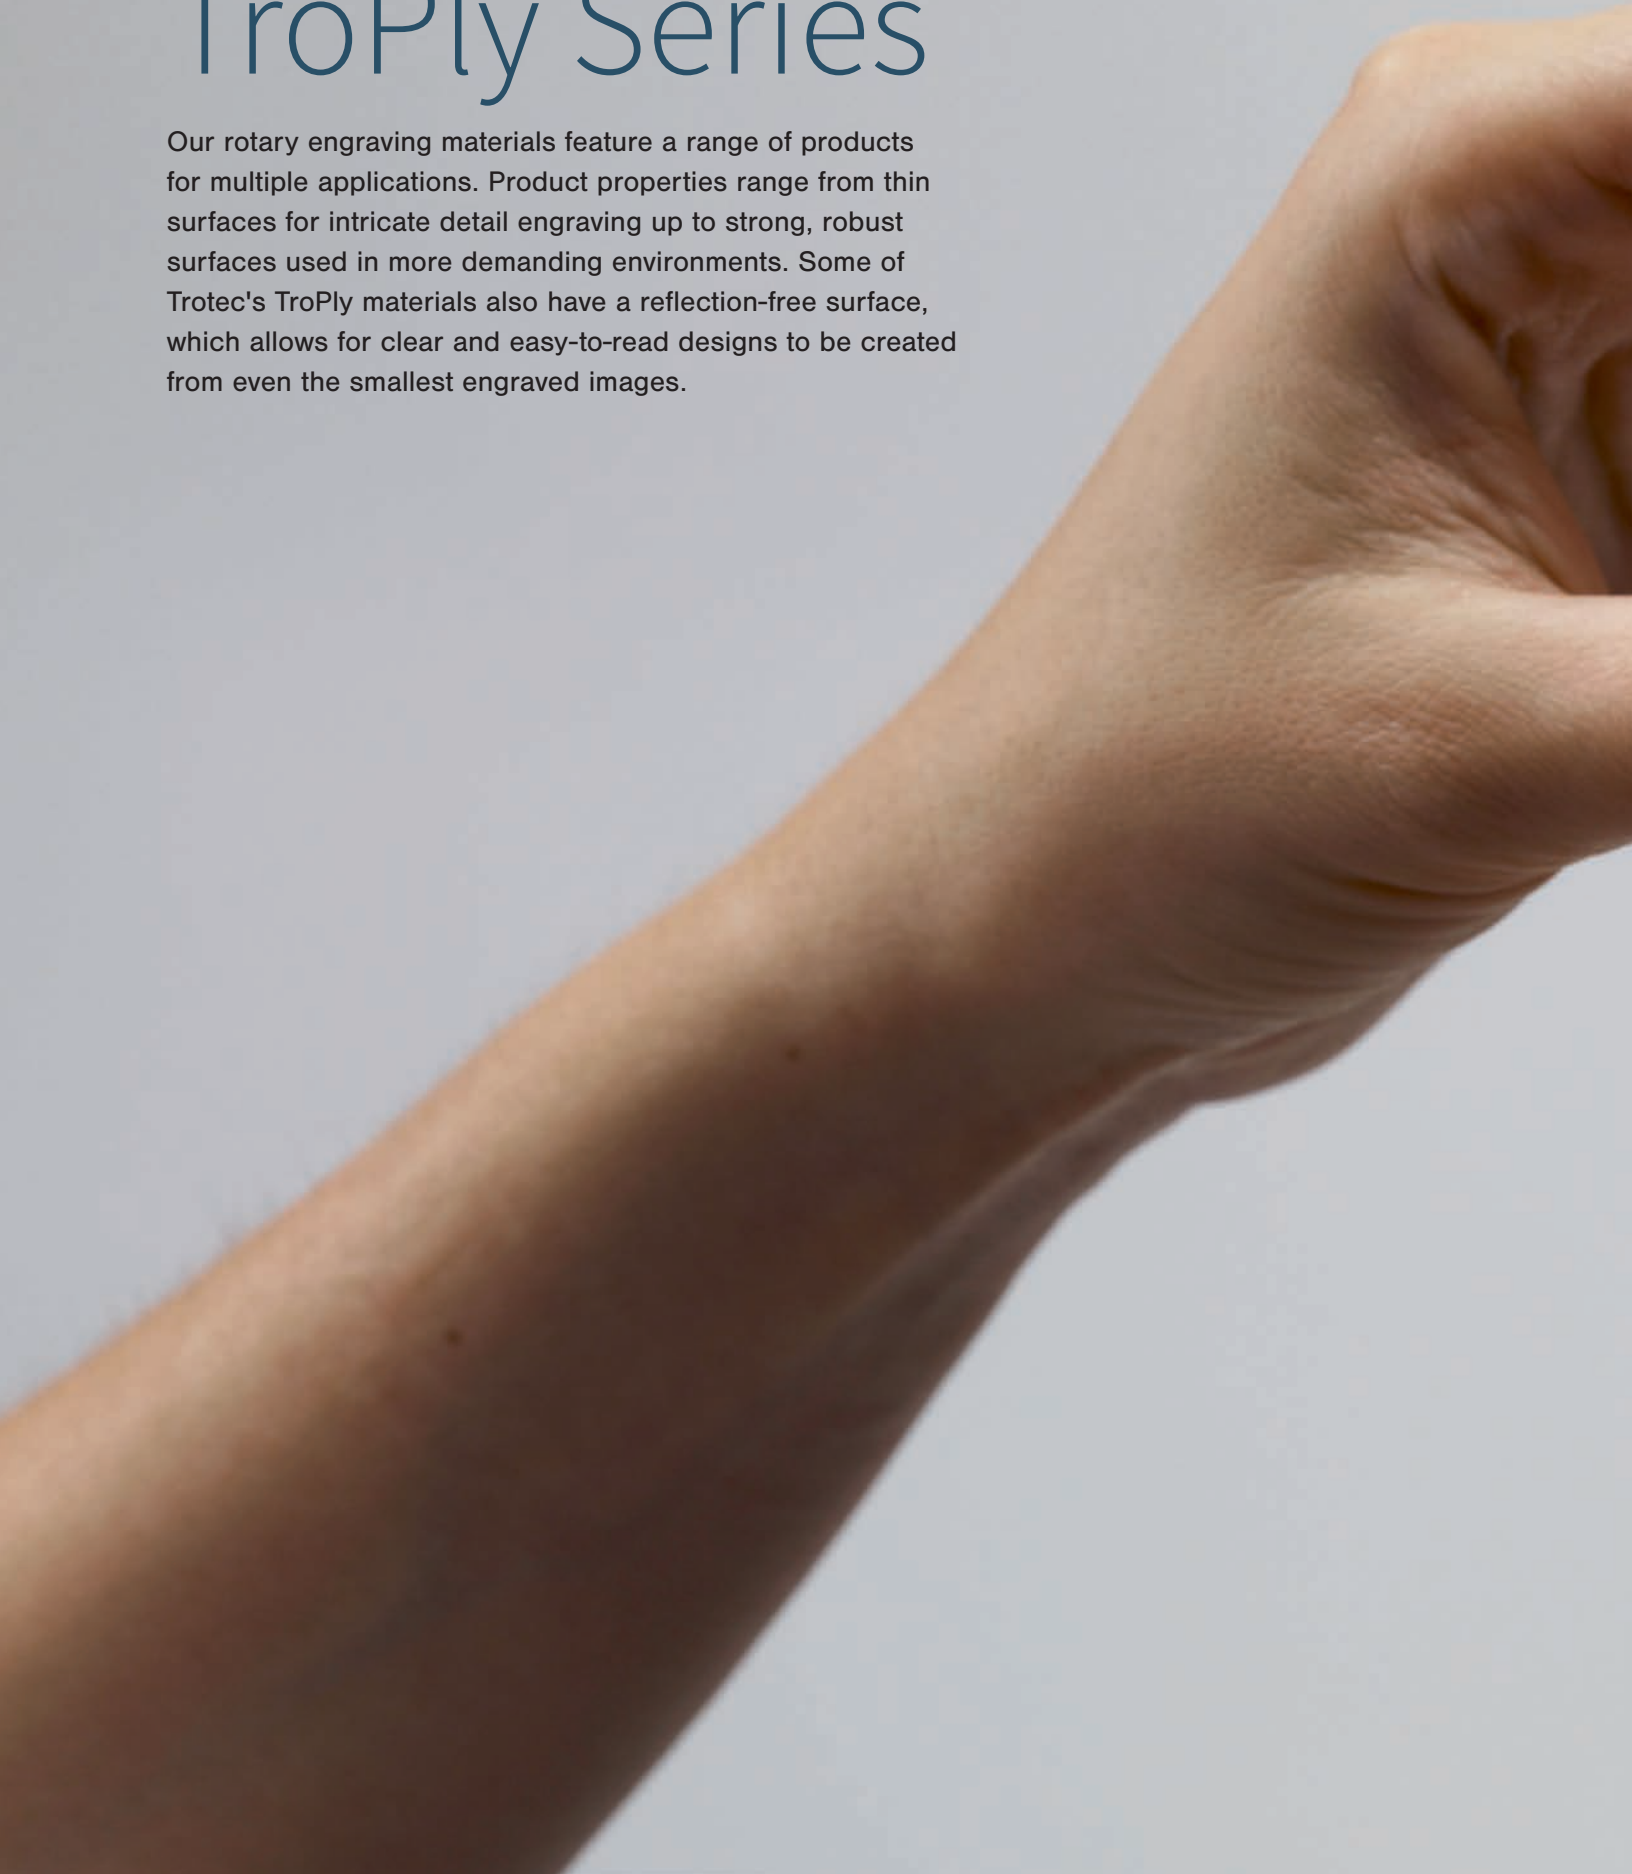 TroPly Series
Our rotary engraving materials feature a range of products
for multiple applications. Product properties range from thin
surfaces for intricate detail engraving up to strong, robust
surfaces used in more demanding environments. Some of
Trotec's TroPly materials also have a reflection-free surface,
which allows for clear and easy-to-read designs to be created
from even the smallest engraved images.